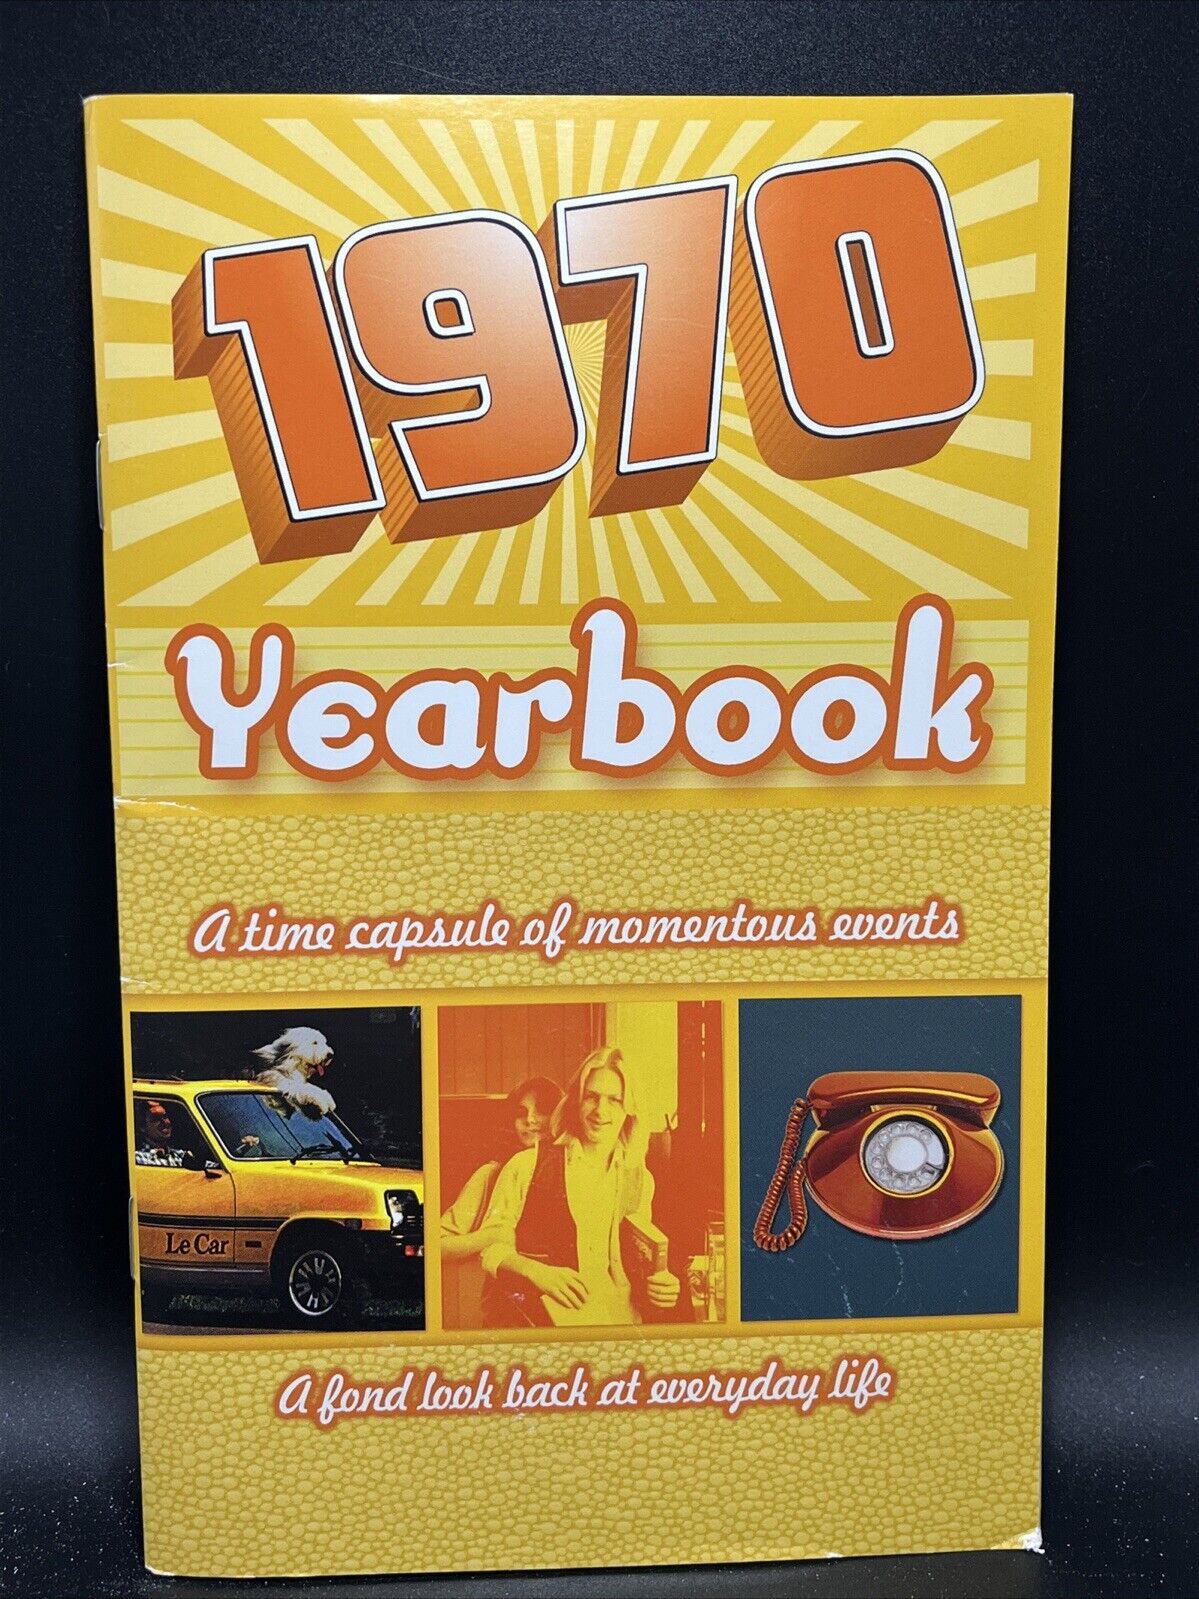 1970
Yearbook
A time capsule of momentous events
Le Car
A fond look back at everyday life